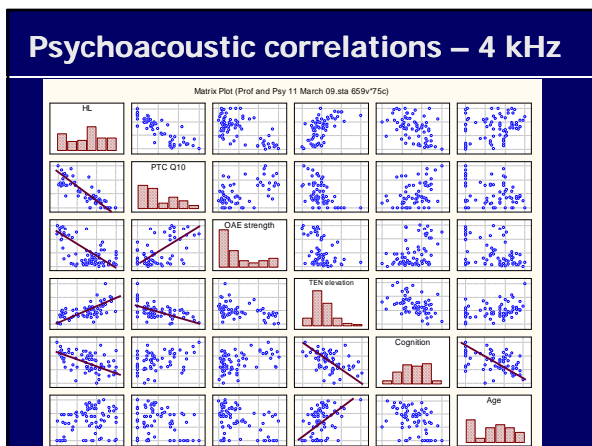 Psychoacoustic correlations – 4 kHz
Matrix Plot (Prof and Psy 11 March 09.sta 659v*75c)
HL
PTC Q10
OAE strength
TEN elevation
Cognition
Age